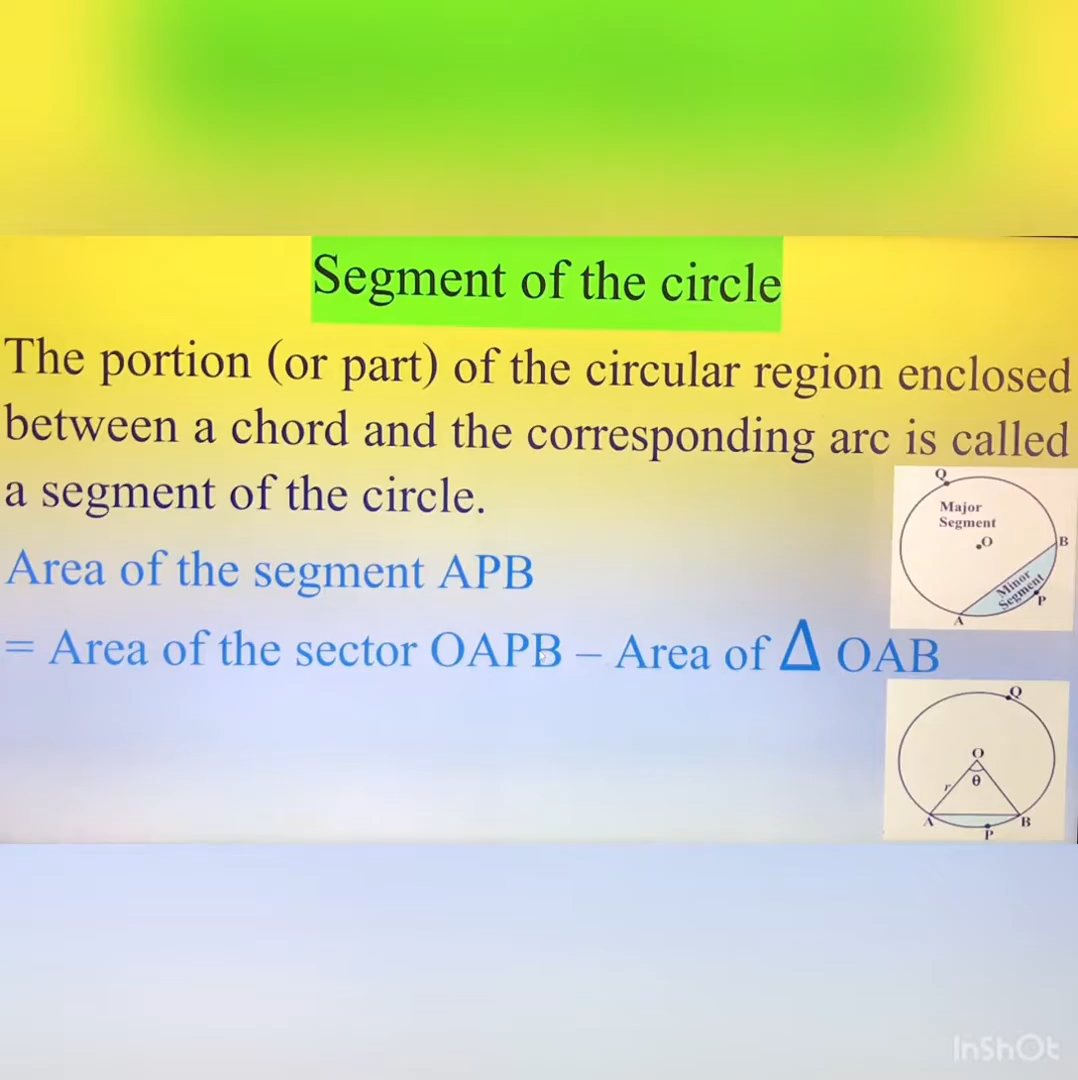 Segment of the circle
The portion (or part) of the circular region enclosed
between a chord and the corresponding arc is called
a segment of the circle.
Area of the segment APB
= Area of the sector OAPB – Area of Δ OAB
Q
Major
Segment
O
B
Minor
Segment
P
A
Q
O
θ
r
A
B
P
InShOt